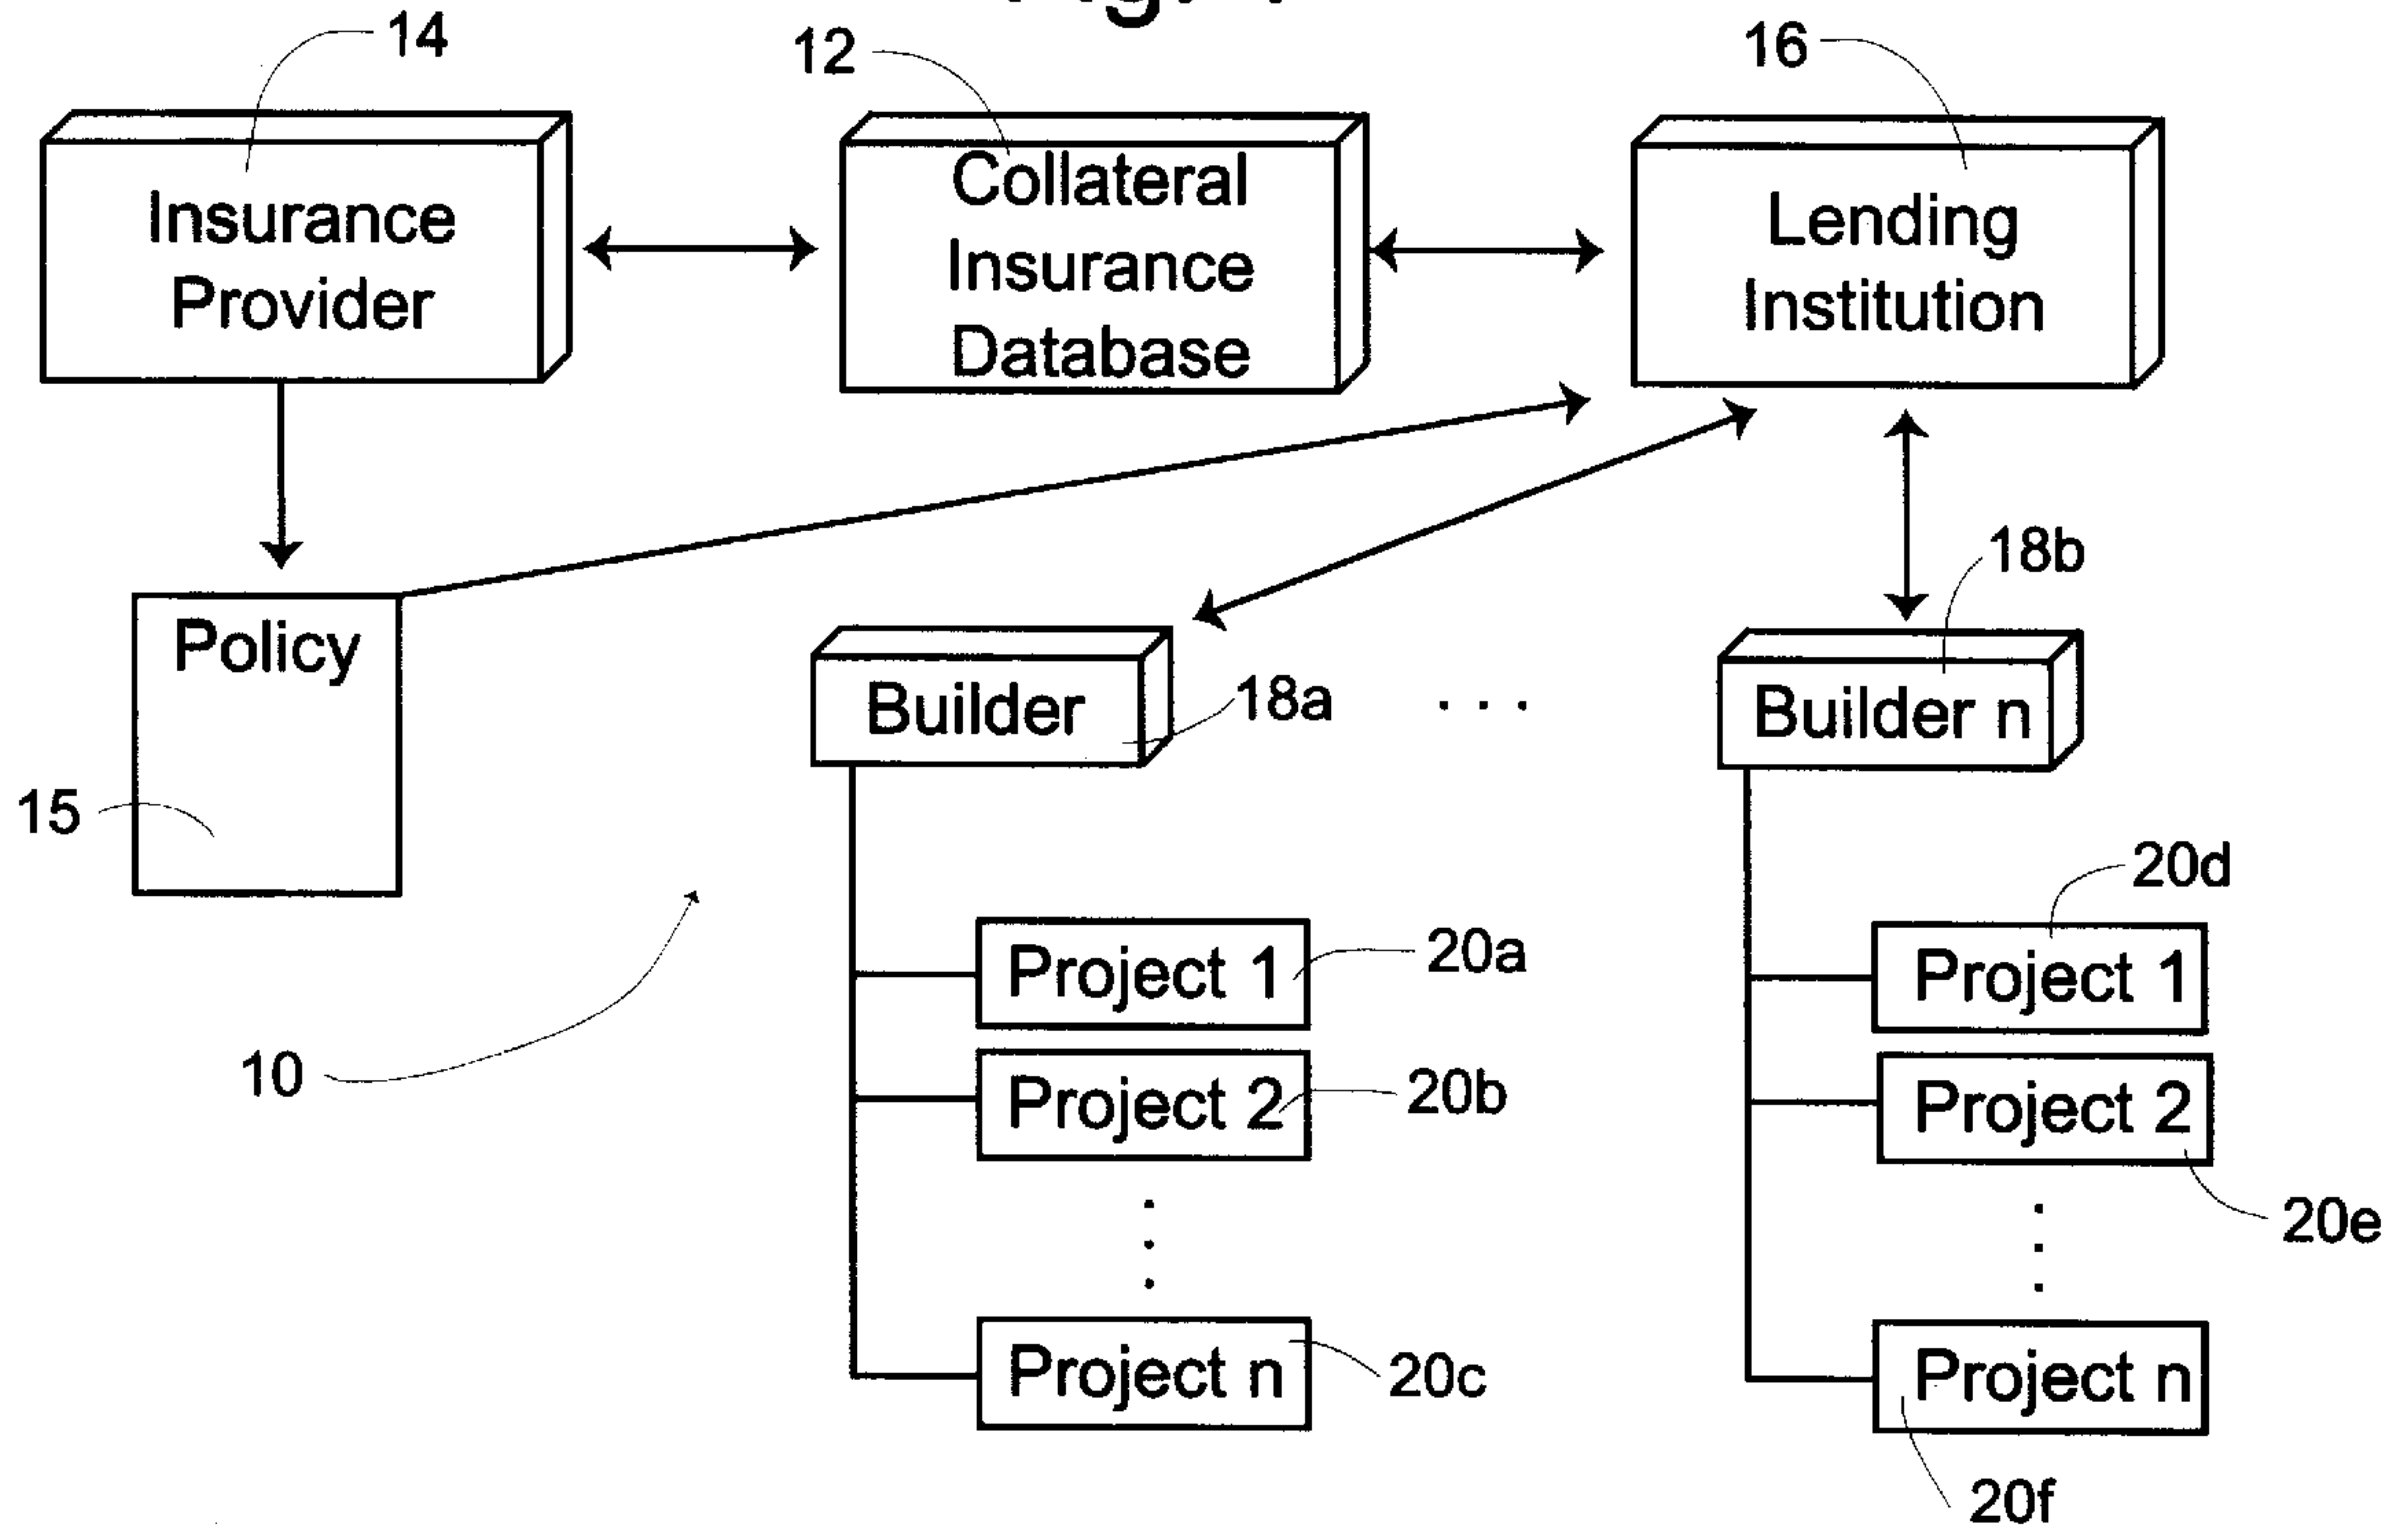 14
12
16
Insurance
Provider
Collateral
Insurance
Database
Lending
Institution
Policy
15
Builder
18a
. . .
Builder n
18b
10
Project 1
20a
Project 2
20b
Project n
20c
Project 1
20d
Project 2
20e
Project n
20f